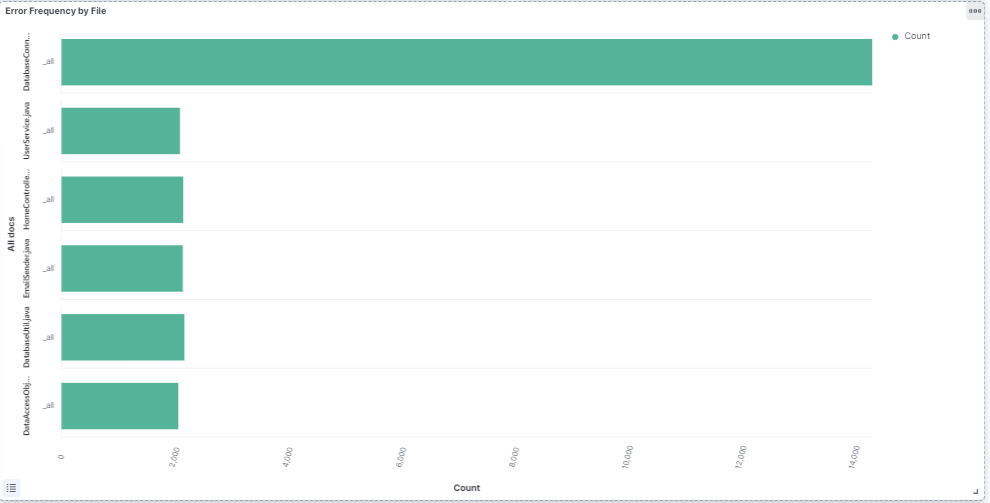 Error Frequency by File
Count
All docs
DatabaseConn...
_all
UserService.java
_all
HomeControlle...
_all
EmailSender.java
_all
DatabaseUtil.java
_all
DataAccessObj...
_all
0
2,000
4,000
6,000
8,000
10,000
12,000
14,000
Count